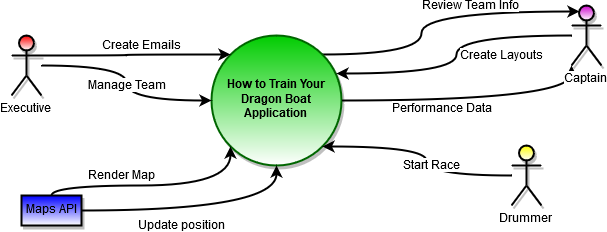 Review Team Info
Create Emails
Create Layouts
Manage Team
Executive
How to Train Your
Dragon Boat
Application
Captain
Performance Data
Start Race
Render Map
Maps API
Update position
Drummer